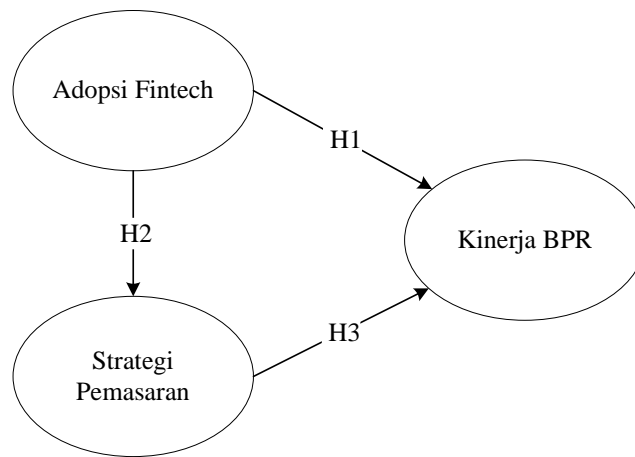 Adopsi Fintech
H1
H2
Kinerja BPR
H3
Strategi
Pemasaran